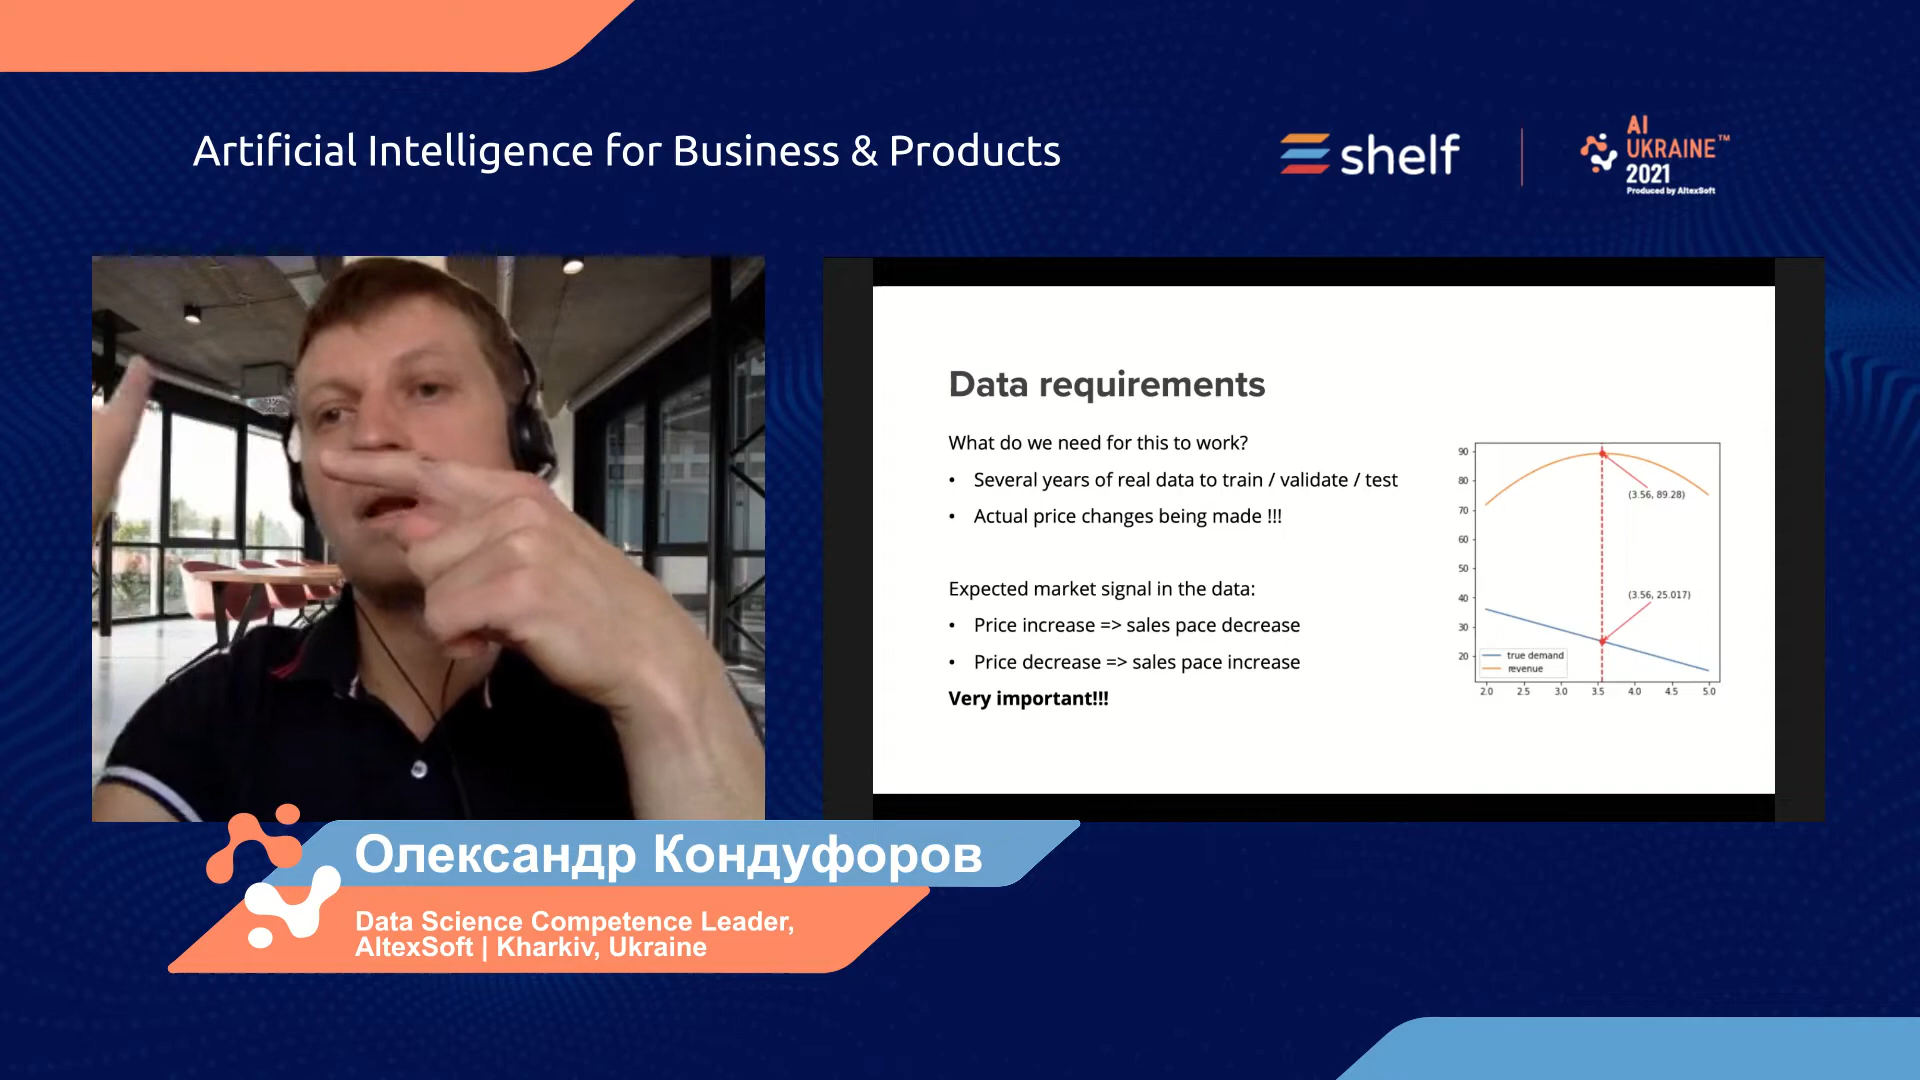 Artificial Intelligence for Business & Products
shelf
AI
UKRAINE™
2021
Produced by AltexSoft
Data requirements
What do we need for this to work?
• Several years of real data to train / validate / test
• Actual price changes being made !!!
Expected market signal in the data:
• Price increase => sales pace decrease
• Price decrease => sales pace increase
Very important!!!
90
80
70
60
50
40
30
20
(3.56, 89.28)
(3.56, 25.017)
true demand
revenue
2.0 2.5 3.0 3.5 4.0 4.5 5.0
Олександр Кондуфоров
Data Science Competence Leader,
AltexSoft | Kharkiv, Ukraine